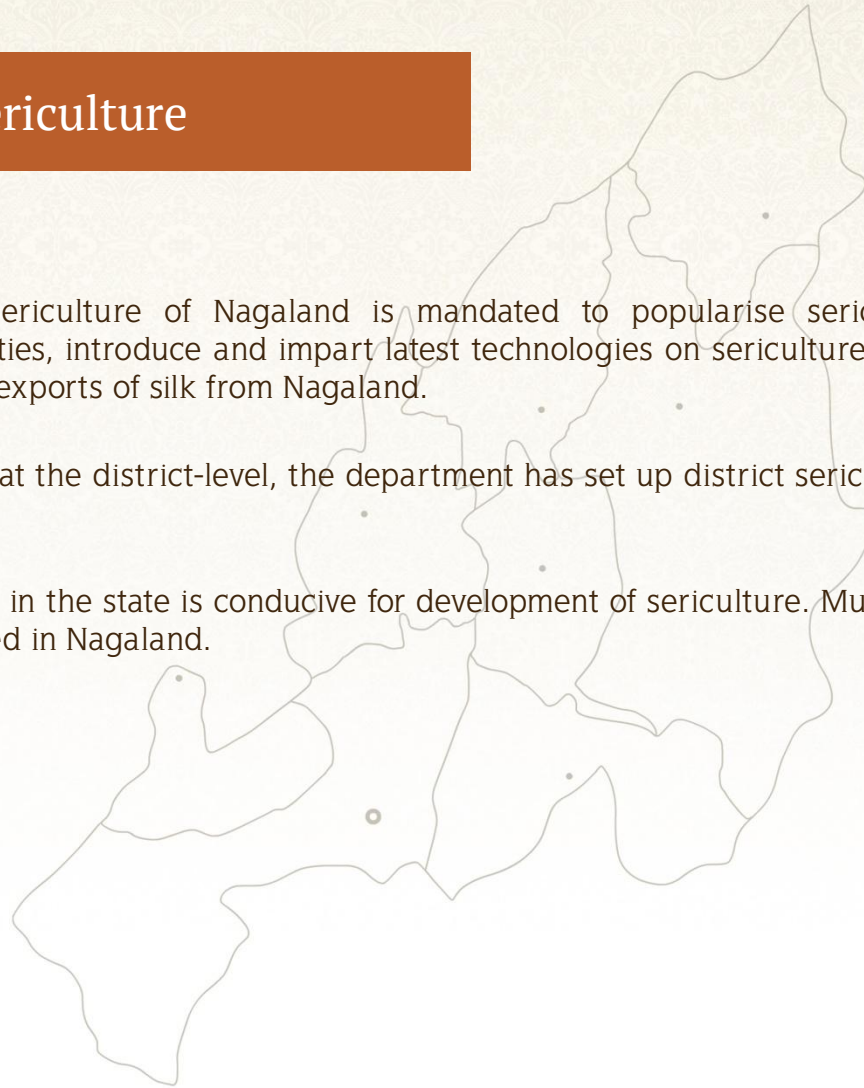 riculture
ericulture of Nagaland is mandated to popularise seric
ties, introduce and impart latest technologies on sericulture
exports of silk from Nagaland.
at the district-level, the department has set up district seric
in the state is conducive for development of sericulture. Mu
ed in Nagaland.